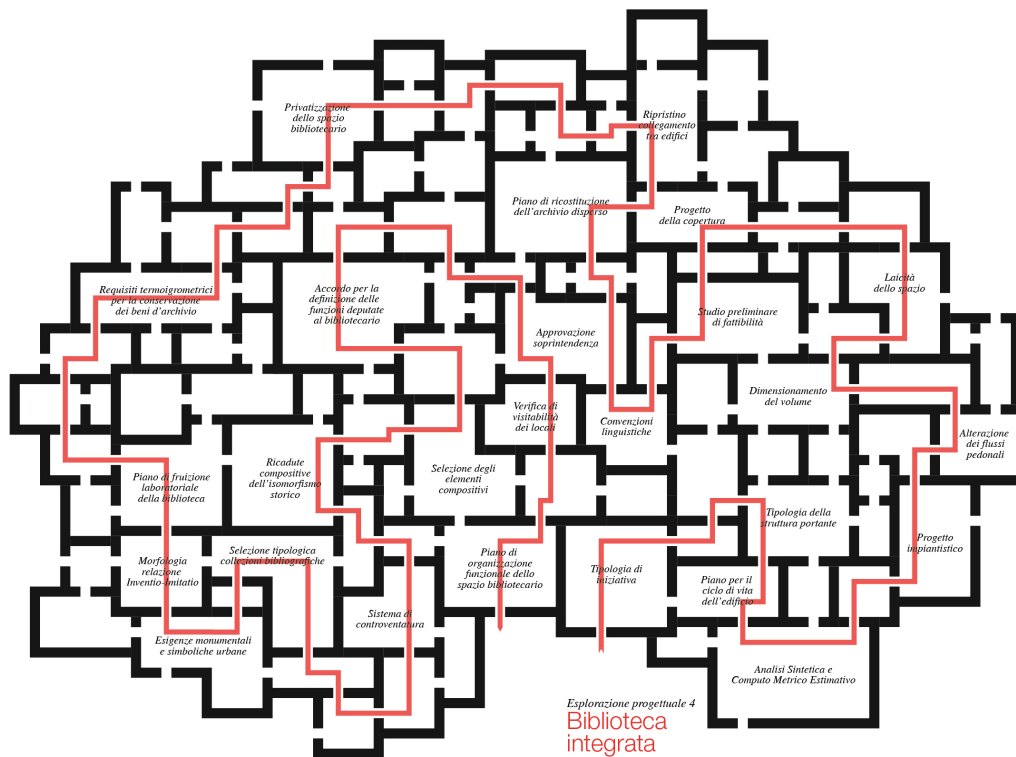 Privatizzazione
dello spazio
bibliotecario
Ripristino
collegamento
tra edifici
Piano di ricostituzione
dell'archivio disperso
Progetto
della copertura
Requisiti termoigrometrici
per la conservazione
dei beni d'archivio
Accordo per la
definizione delle
funzioni deputate
al bibliotecario
Laicità
dello spazio
Studio preliminare
di fattibilità
Approvazione
soprintendenza
Dimensionamento
del volume
Verifica di
visitabilità
dei locali
Convenzioni
linguistiche
Alterazione
dei flussi
pedonali
Piano di fruizione
laboratoriale
della biblioteca
Ricadute
compositive
dell'isomorfismo
storico
Selezione degli
elementi
compositivi
Tipologia della
struttura portante
Progetto
impiantistico
Morfologia
relazione
Inventio-Imitatio
Selezione tipologica
collezioni bibliografiche
Piano di
organizzazione
funzionale dello
spazio bibliotecario
Tipologia di
iniziativa
Piano per il
ciclo di vita
dell'edificio
Sistema di
controventatura
Esigenze monumentali
e simboliche urbane
Analisi Sintetica e
Computo Metrico Estimativo
Esplorazione progettuale 4
Biblioteca
integrata